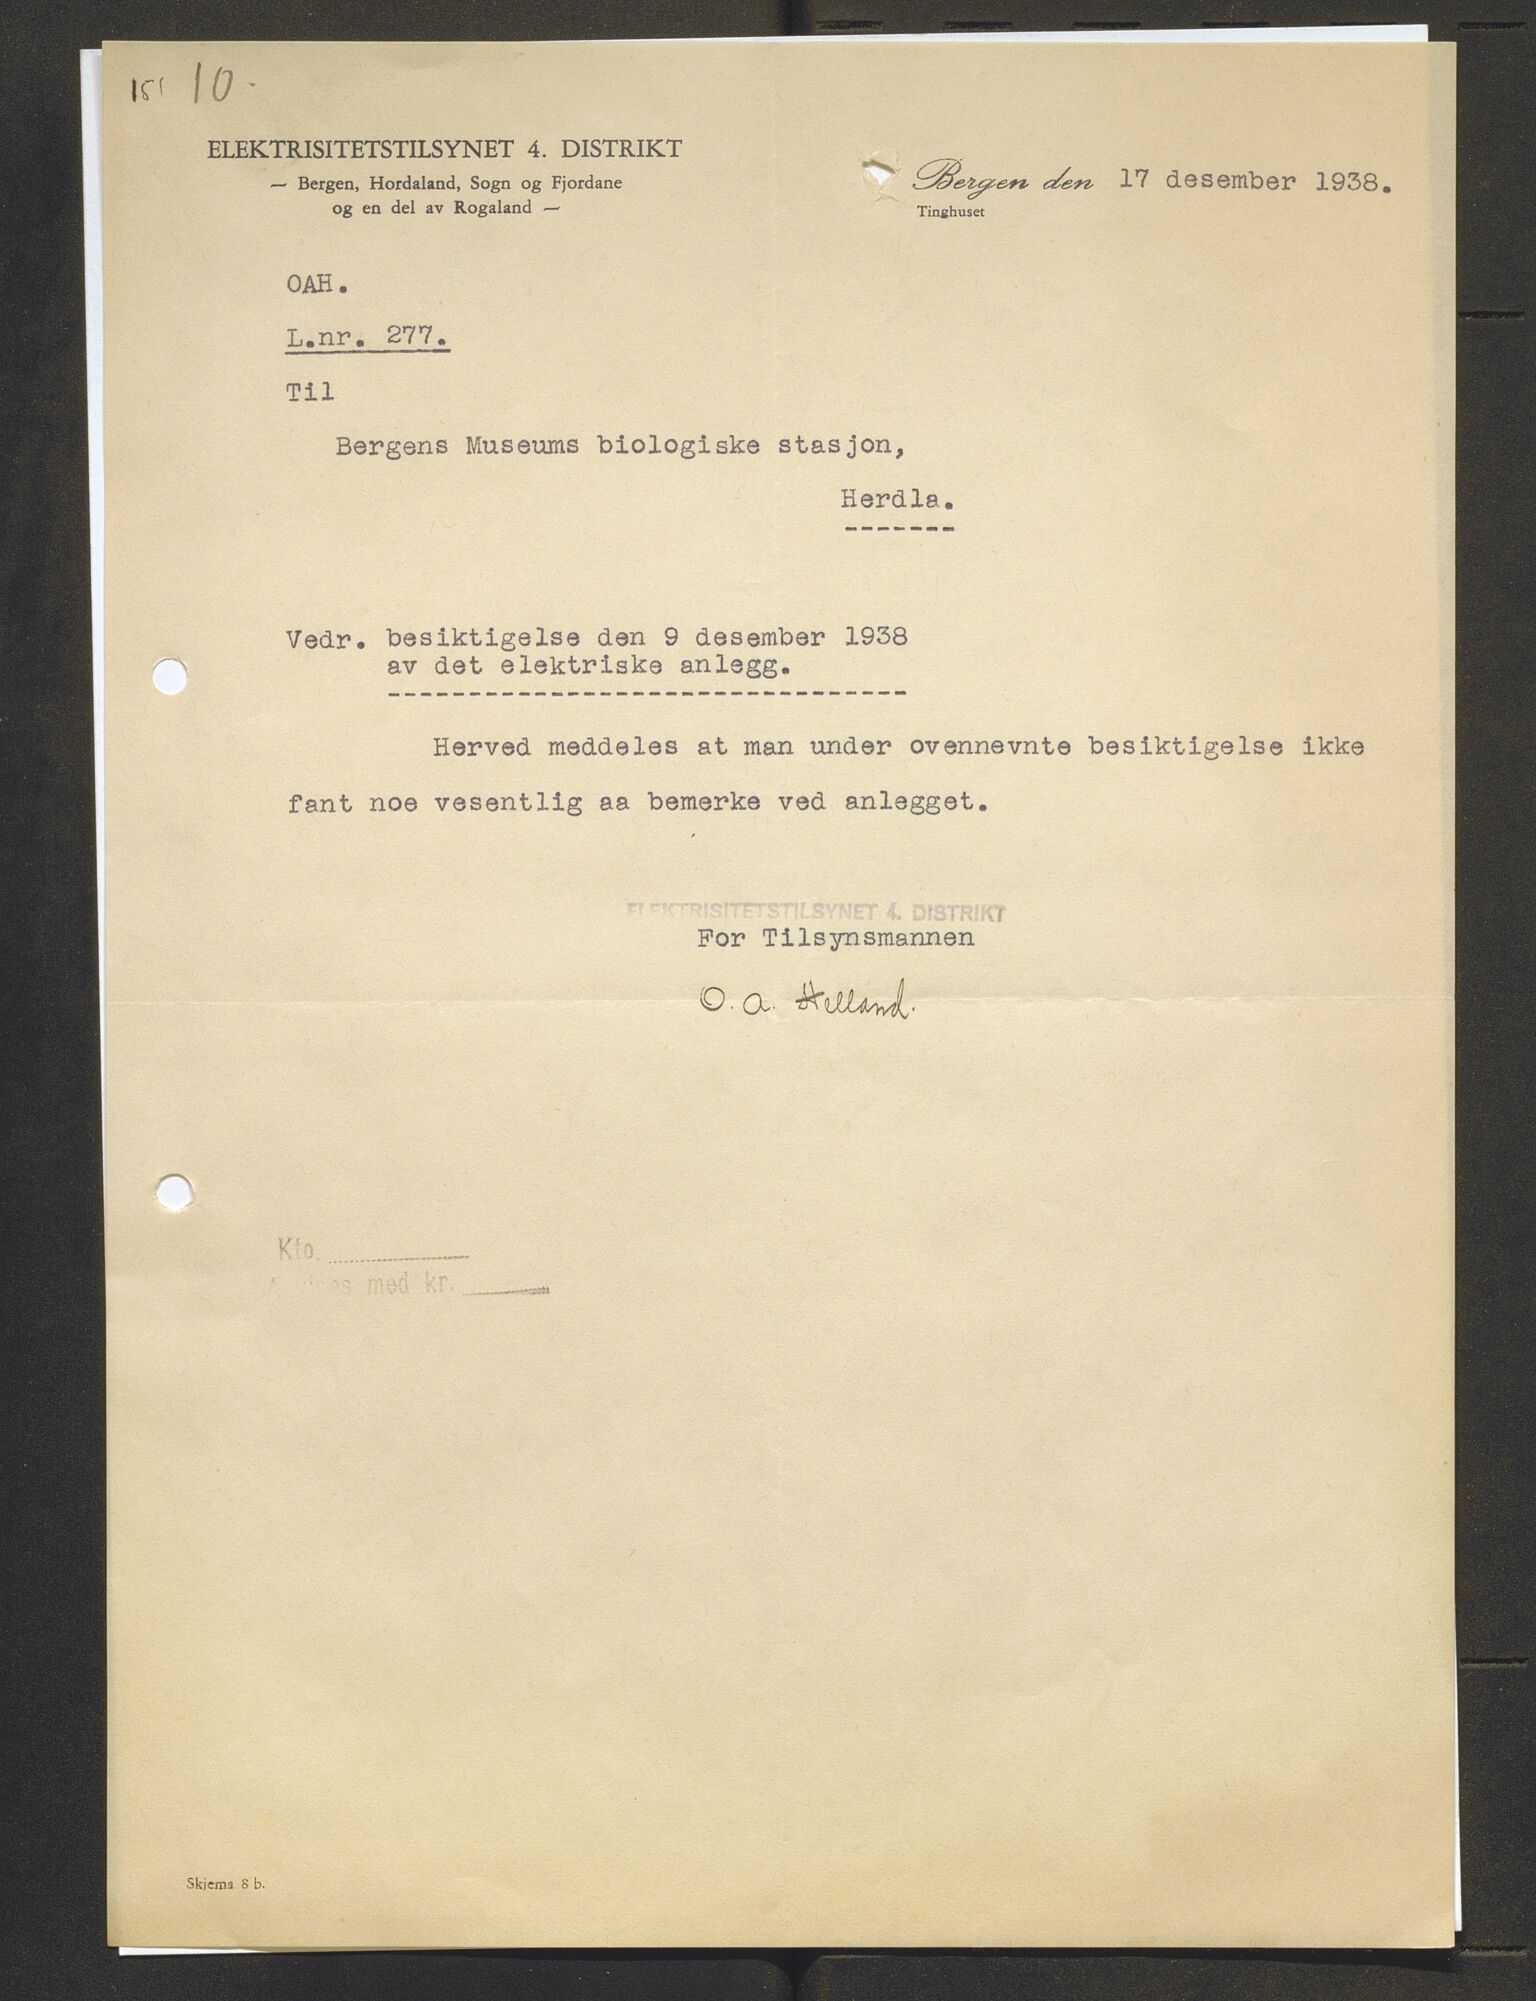 10.
ELEKTRISITETSTILSYNET 4. DISTRIKT
— Bergen, Hordaland, Sogn og Fjordane
og en del av Rogaland —
Bergen den 17 desember 1938.
Tinghuset
OAH.
L.nr. 277.
Til
Bergens Museums biologiske stasjon,
Herdla.
Vedr. besiktigelse den 9 desember 1938
av det elektriske anlegg.
Herved meddeles at man under ovennevnte besiktigelse ikke
fant noe vesentlig aa bemerke ved anlegget.
ELEKTRISITETSTILSYNET 4. DISTRIKT
For Tilsynsmannen
O. A. Helland.
Kto.
med kr.
Skjema 8 b.